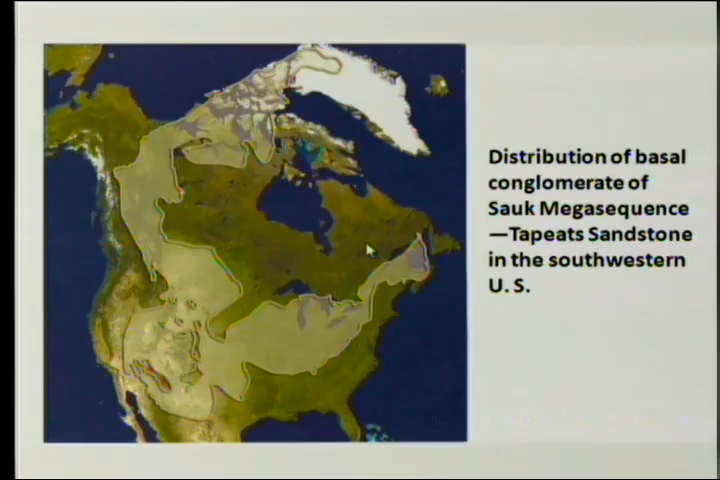 Distribution of basal
conglomerate of
Sauk Megasequence
—Tapeats Sandstone
in the southwestern
U. S.